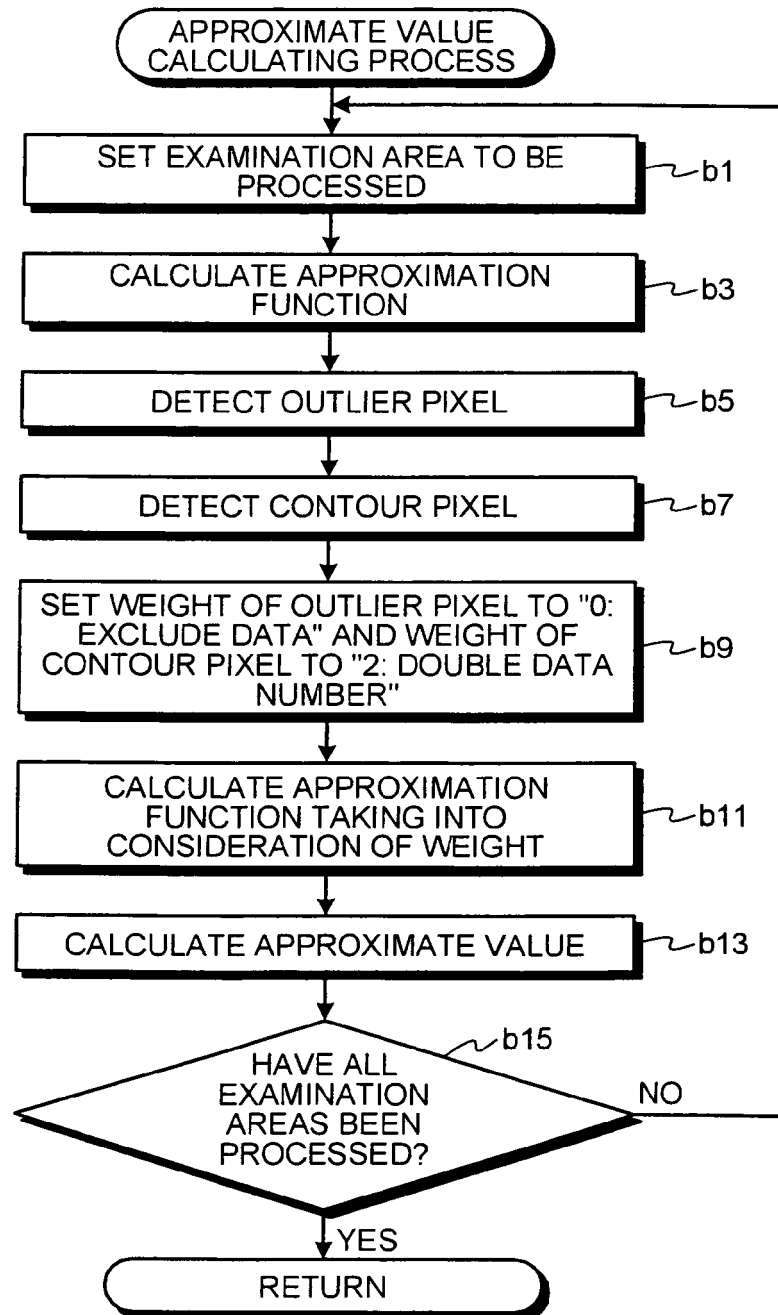 APPROXIMATE VALUE
CALCULATING PROCESS
SET EXAMINATION AREA TO BE
PROCESSED
b1
CALCULATE APPROXIMATION
FUNCTION
b3
DETECT OUTLIER PIXEL
b5
DETECT CONTOUR PIXEL
b7
SET WEIGHT OF OUTLIER PIXEL TO "0:
EXCLUDE DATA" AND WEIGHT OF
CONTOUR PIXEL TO "2: DOUBLE DATA
NUMBER"
b9
CALCULATE APPROXIMATION
FUNCTION TAKING INTO
CONSIDERATION OF WEIGHT
b11
CALCULATE APPROXIMATE VALUE
b13
b15
HAVE ALL
EXAMINATION
AREAS BEEN
PROCESSED?
NO
YES
RETURN